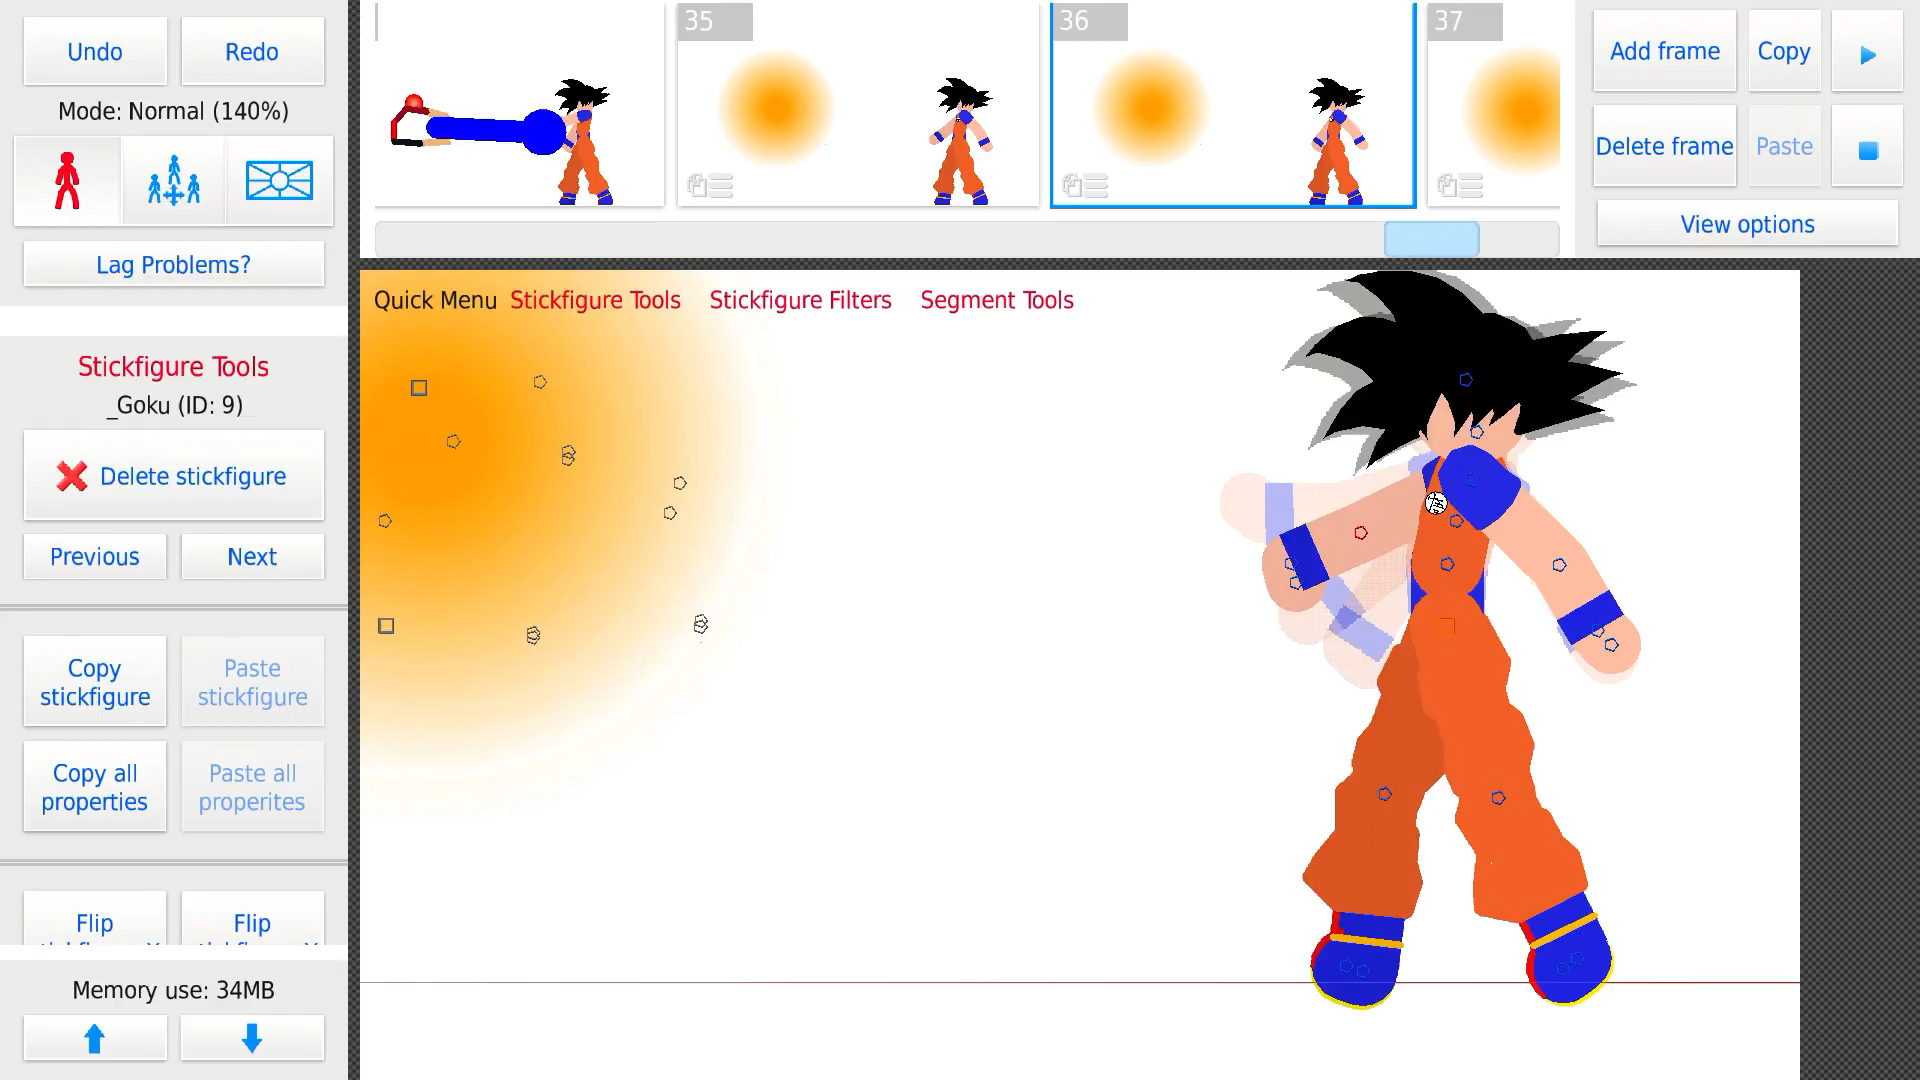 Undo
Redo
Mode: Normal (140%)
Lag Problems?
Stickfigure Tools
_Goku (ID: 9)
Delete stickfigure
Previous
Next
Copy
stickfigure
Paste
stickfigure
Copy all
properties
Paste all
properites
Flip
Flip
Memory use: 34MB
35
36
37
Add frame
Copy
Delete frame
Paste
View options
Quick Menu
Stickfigure Tools
Stickfigure Filters
Segment Tools